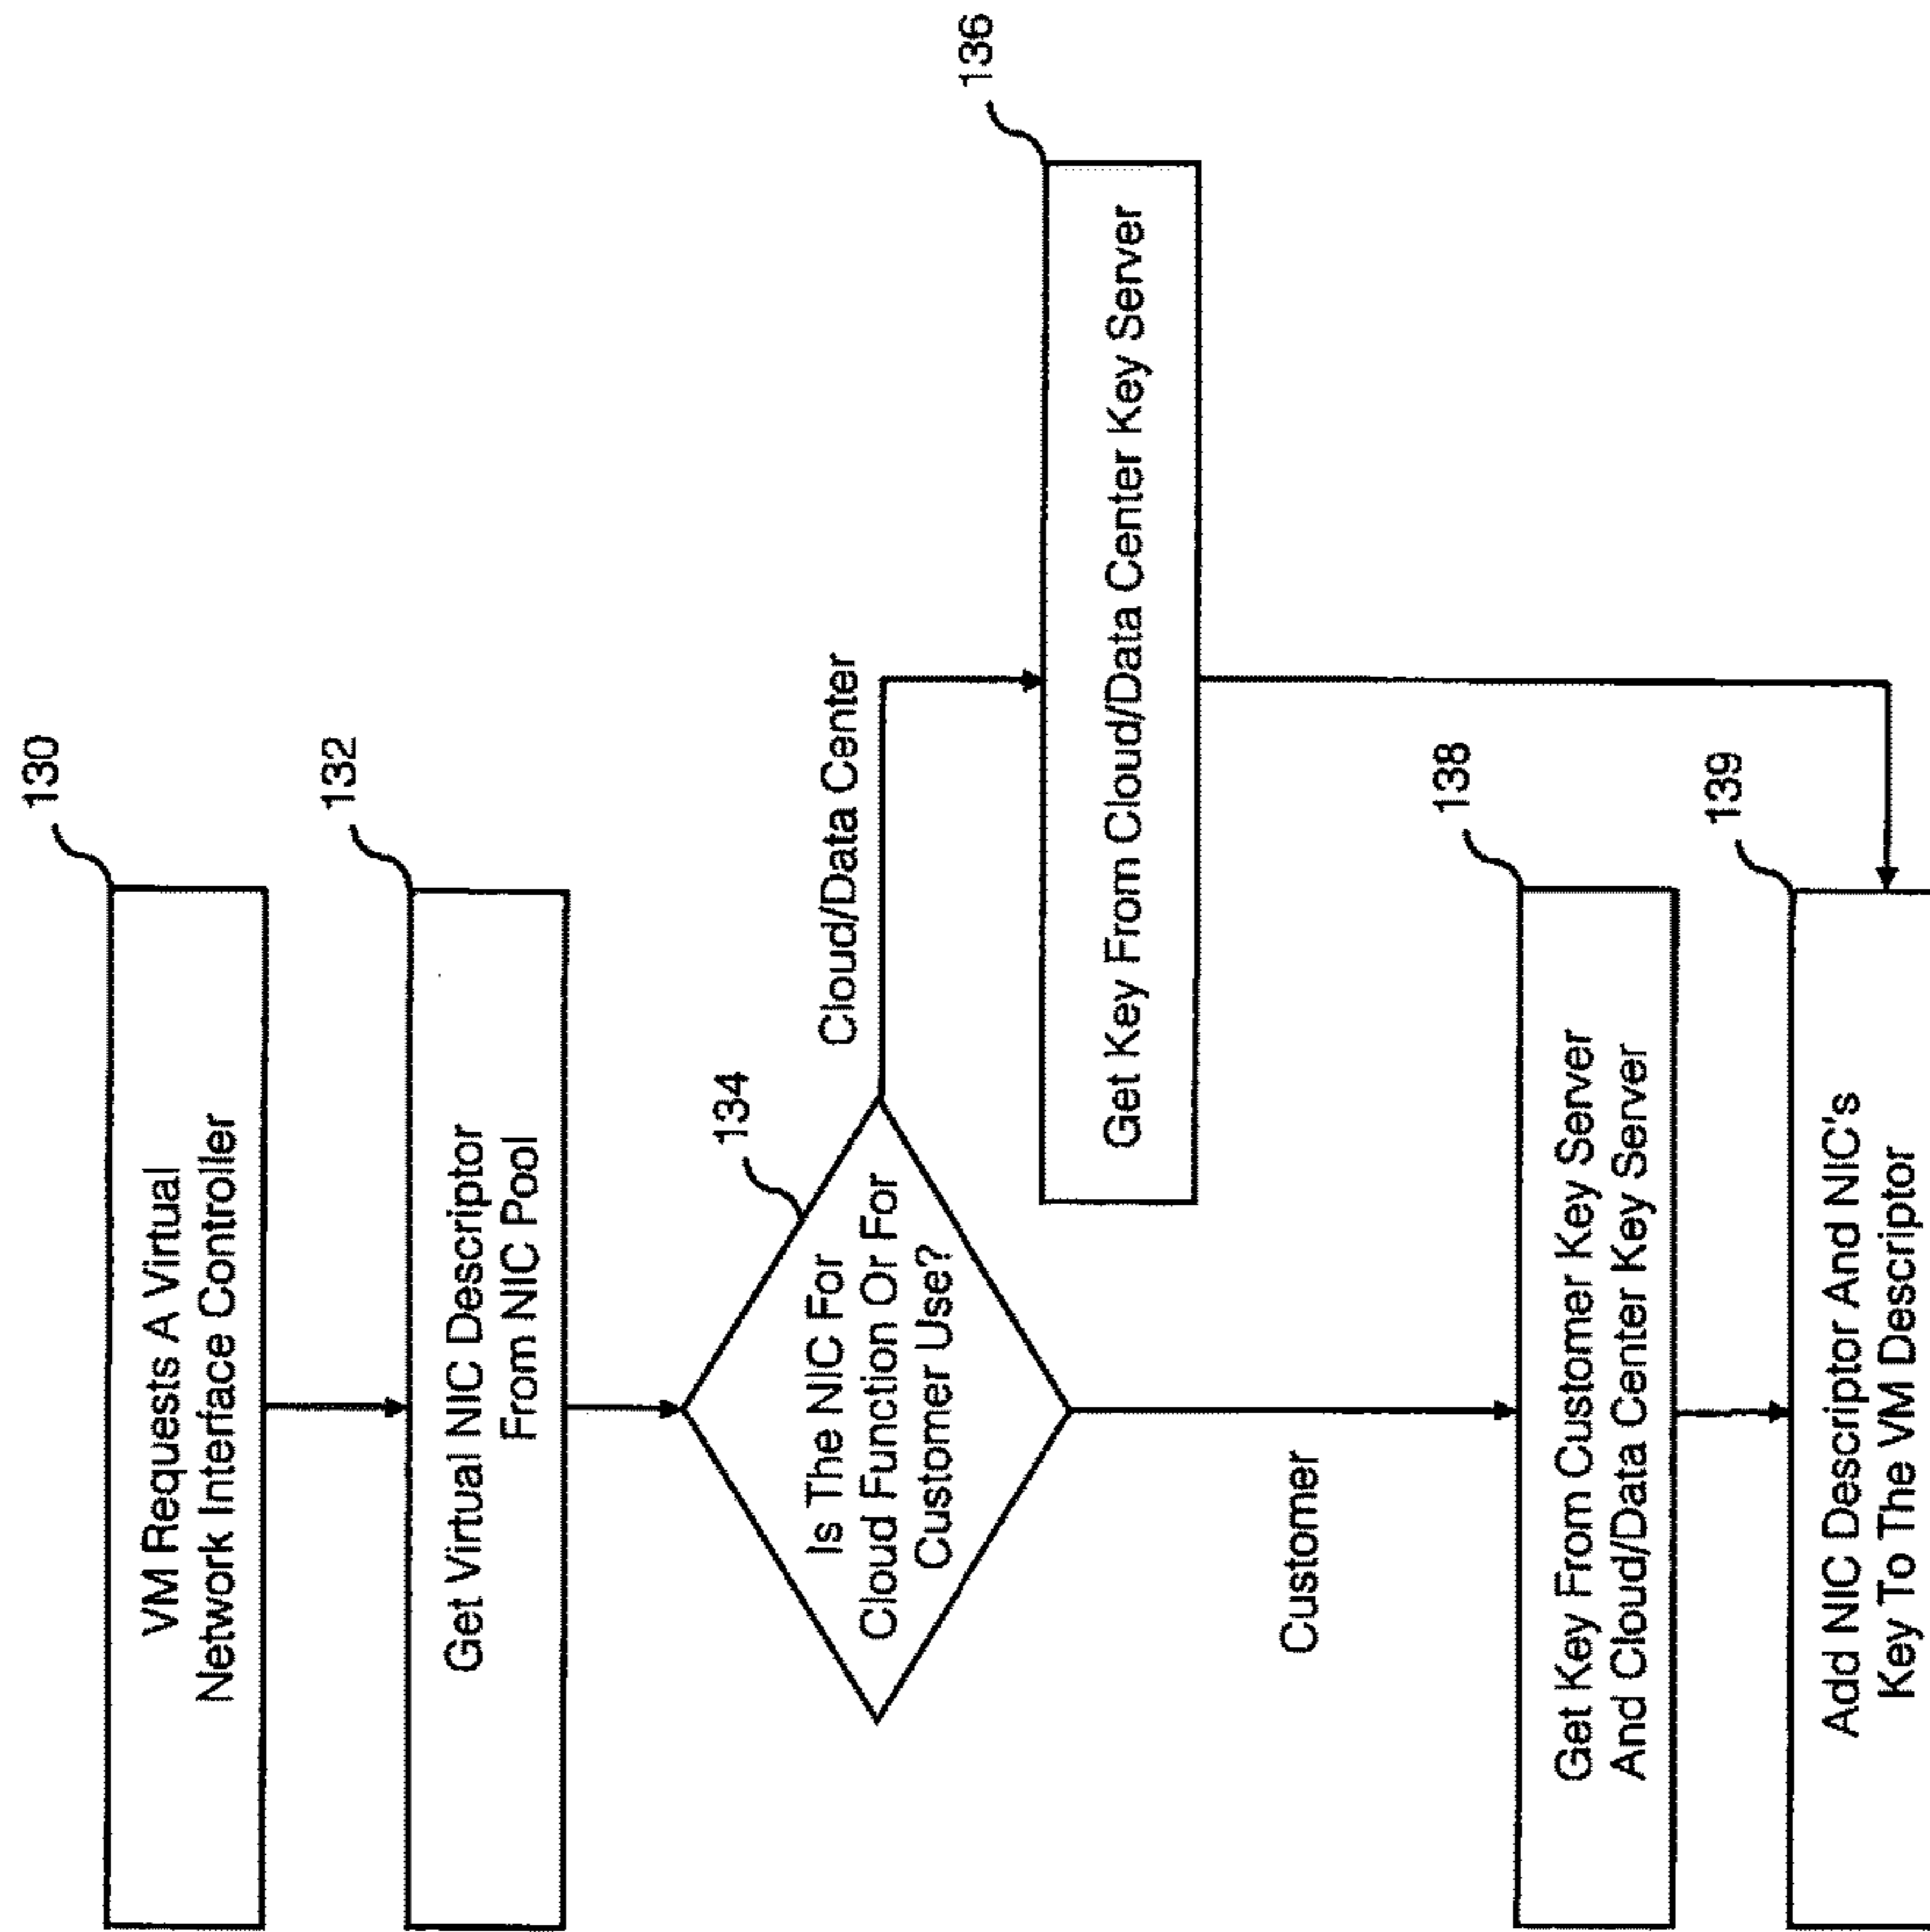 130
VM Requests A Virtual
Network Interface Controller
132
Get Virtual NIC Descriptor
From NIC Pool
134
Is The NIC For
Cloud Function Or For
Customer Use?
Cloud/Data Center
136
Get Key From Cloud/Data Center Key Server
Customer
138
Get Key From Customer Key Server
And Cloud/Data Center Key Server
139
Add NIC Descriptor And NIC's
Key To The VM Descriptor